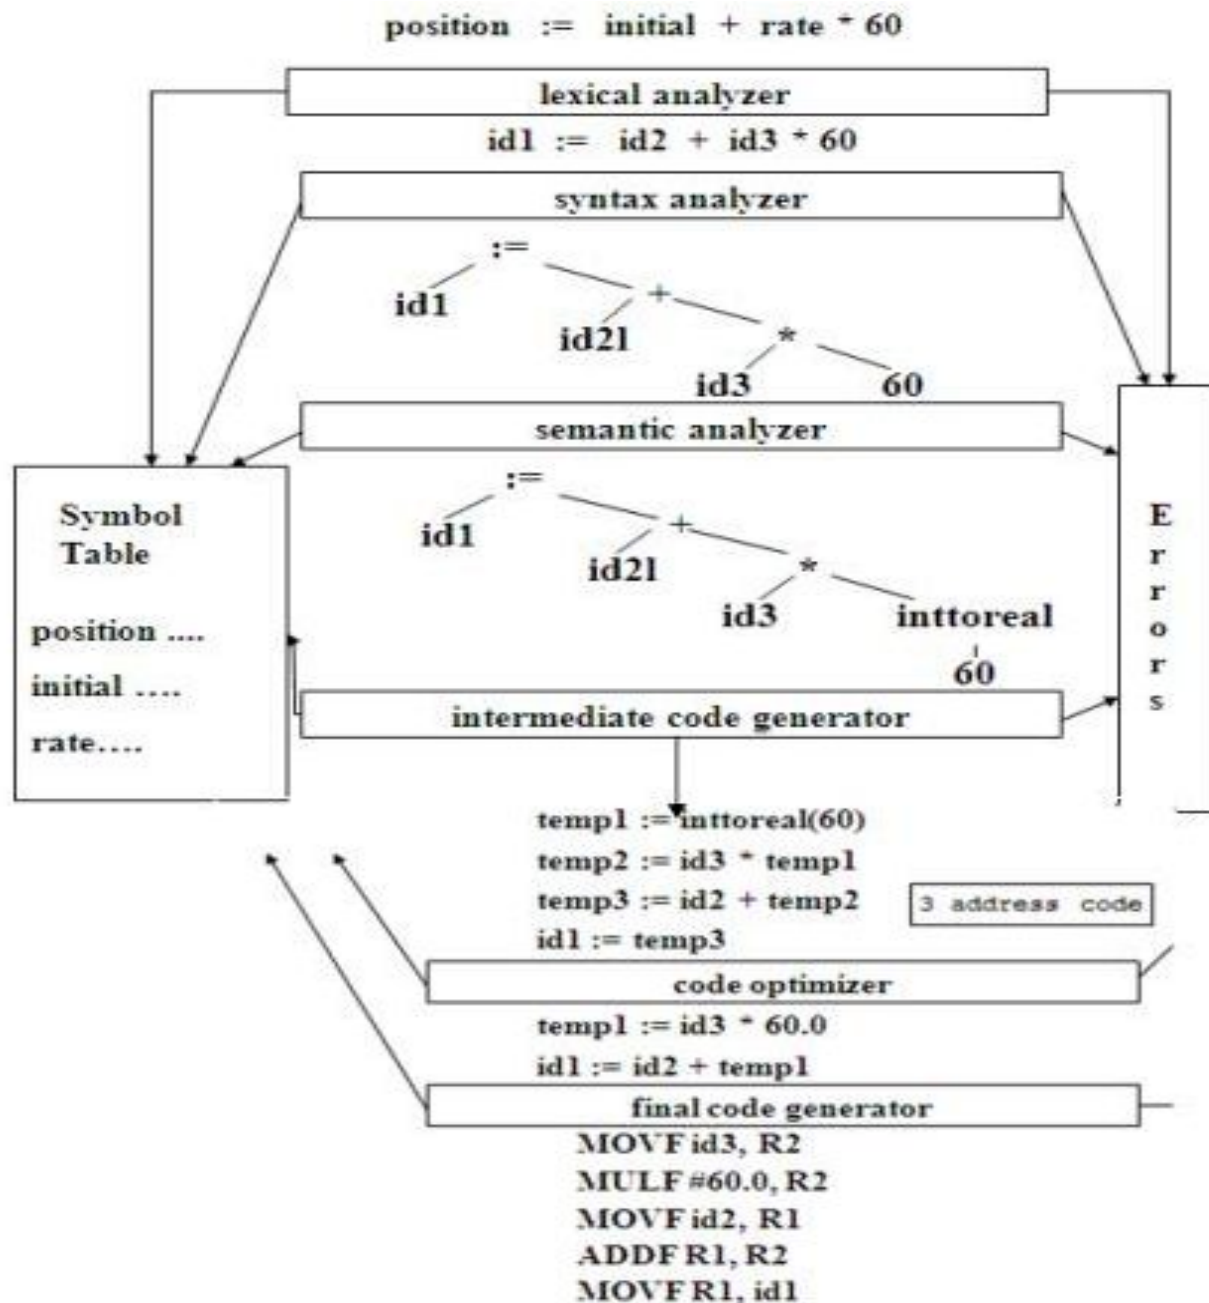 position := initial + rate * 60
lexical analyzer
id1 := id2 + id3 * 60
syntax analyzer
:=
id1 +
id2l *
id3 60
semantic analyzer
:=
id1 +
id2l *
id3 inttoreal
60
Symbol
Table
position ....
initial ....
rate....
Errors
intermediate code generator
temp1 := inttoreal(60)
temp2 := id3 * temp1
temp3 := id2 + temp2
3 address code
id1 := temp3
code optimizer
temp1 := id3 * 60.0
id1 := id2 + temp1
final code generator
MOVF id3, R2
MULF #60.0, R2
MOVF id2, R1
ADDF R1, R2
MOVF R1, id1